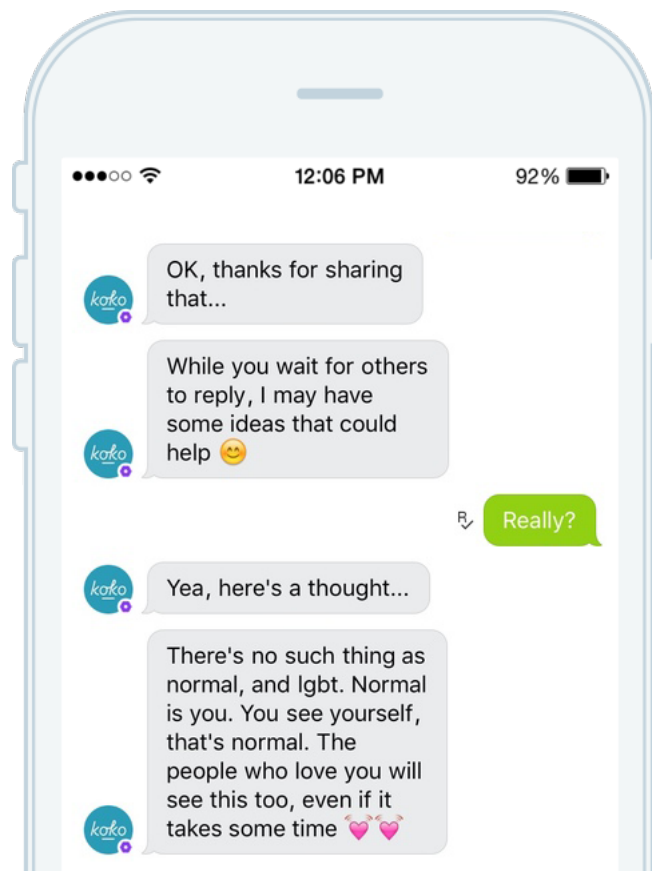 12:06 PM
92%
OK, thanks for sharing
that...
koko
While you wait for others
to reply, I may have
some ideas that could
help 😊
koko
R
Really?
koko
Yea, here's a thought...
There's no such thing as
normal, and lgbt. Normal
is you. You see yourself,
that's normal. The
people who love you will
see this too, even if it
takes some time 💓💓
koko